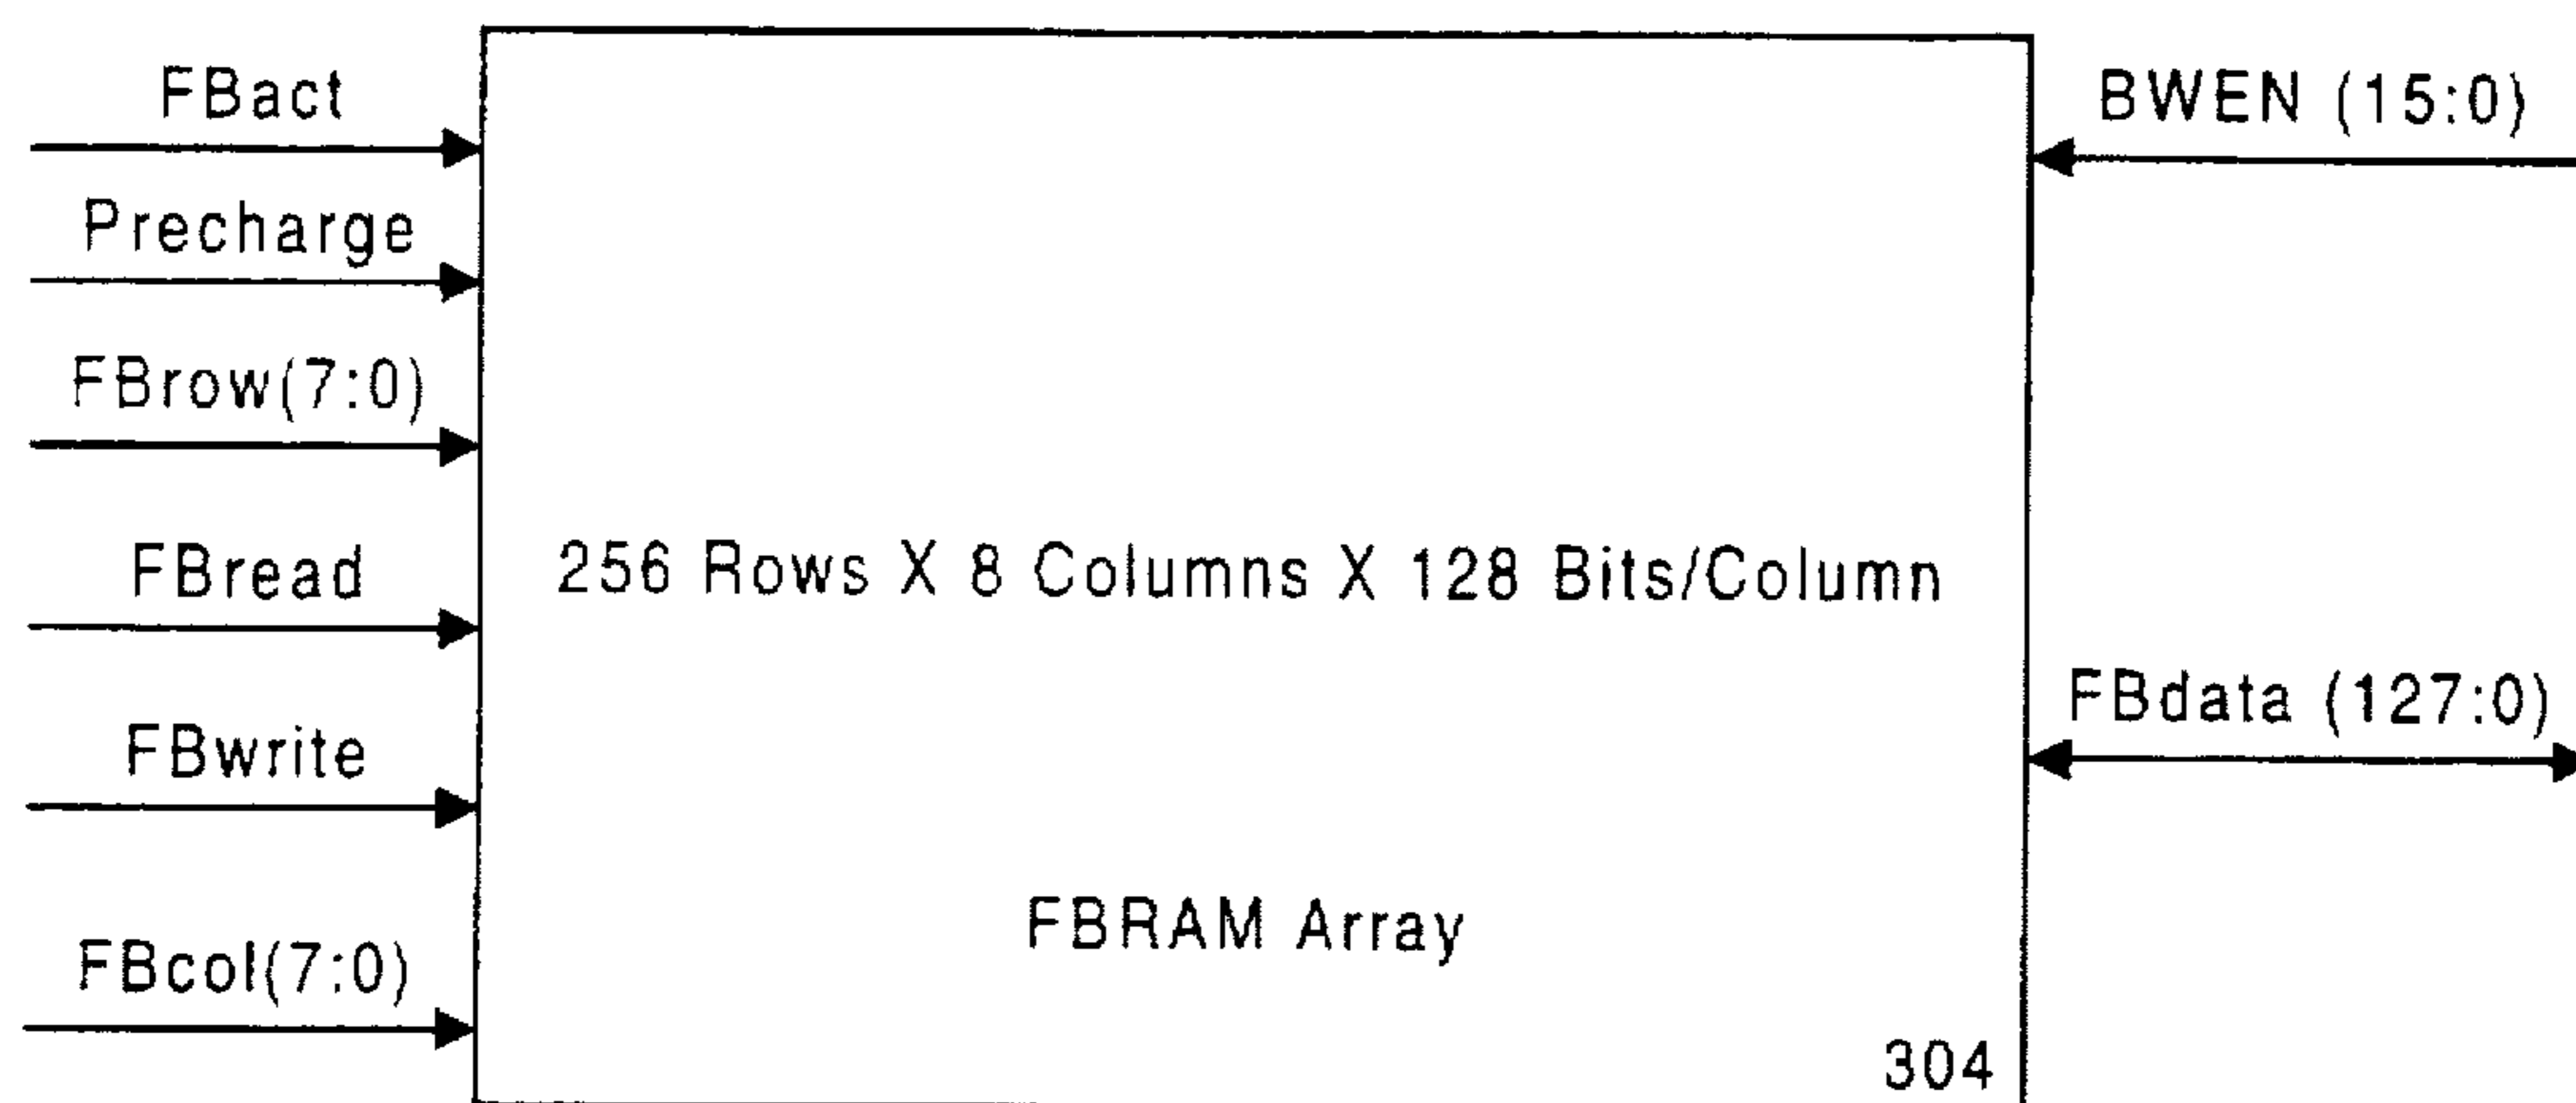 FBact
BWEN (15:0)
Precharge
FBrow(7:0)
FBread
256 Rows X 8 Columns X 128 Bits/Column
FBdata (127:0)
FBwrite
FBRAM Array
FBcol(7:0)
304